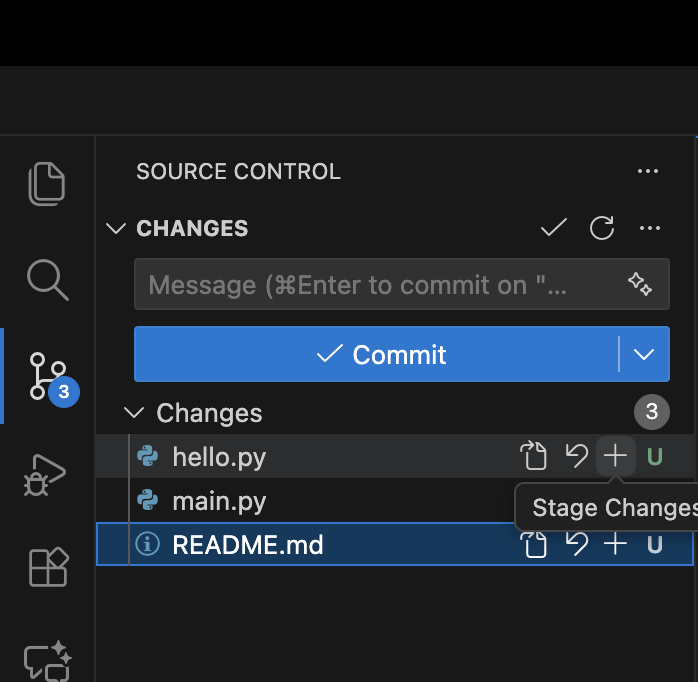 SOURCE CONTROL
CHANGES
Message (⌘Enter to commit on "...
Commit
3
Changes 3
hello.py U
main.py
Stage Changes
README.md U